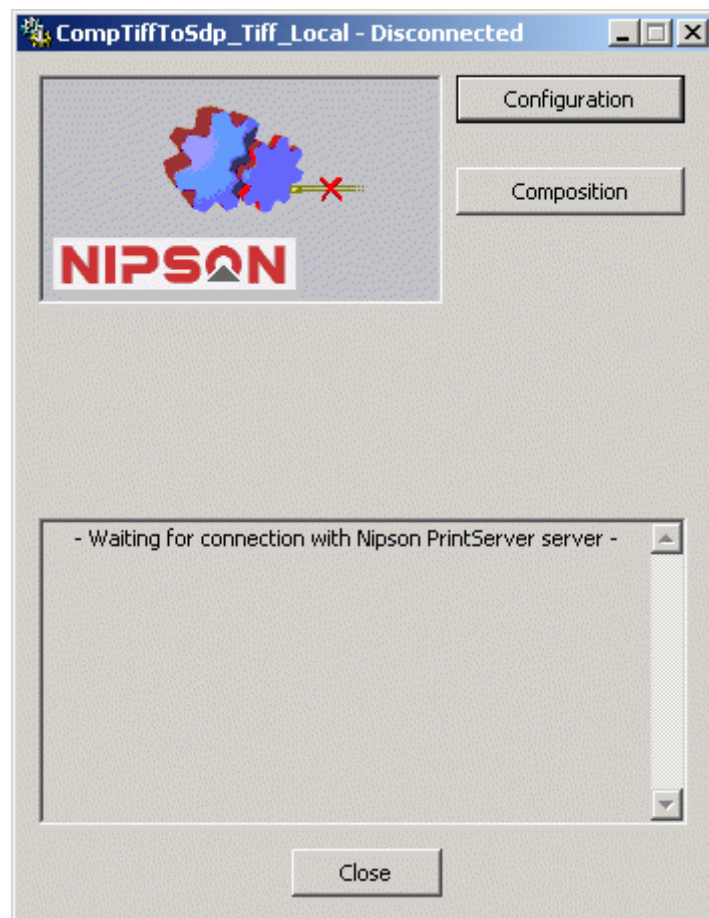 CompTiffToSdp_Tiff_Local - Disconnected
Configuration
Composition
NIPSON
- Waiting for connection with Nipson PrintServer server -
Close